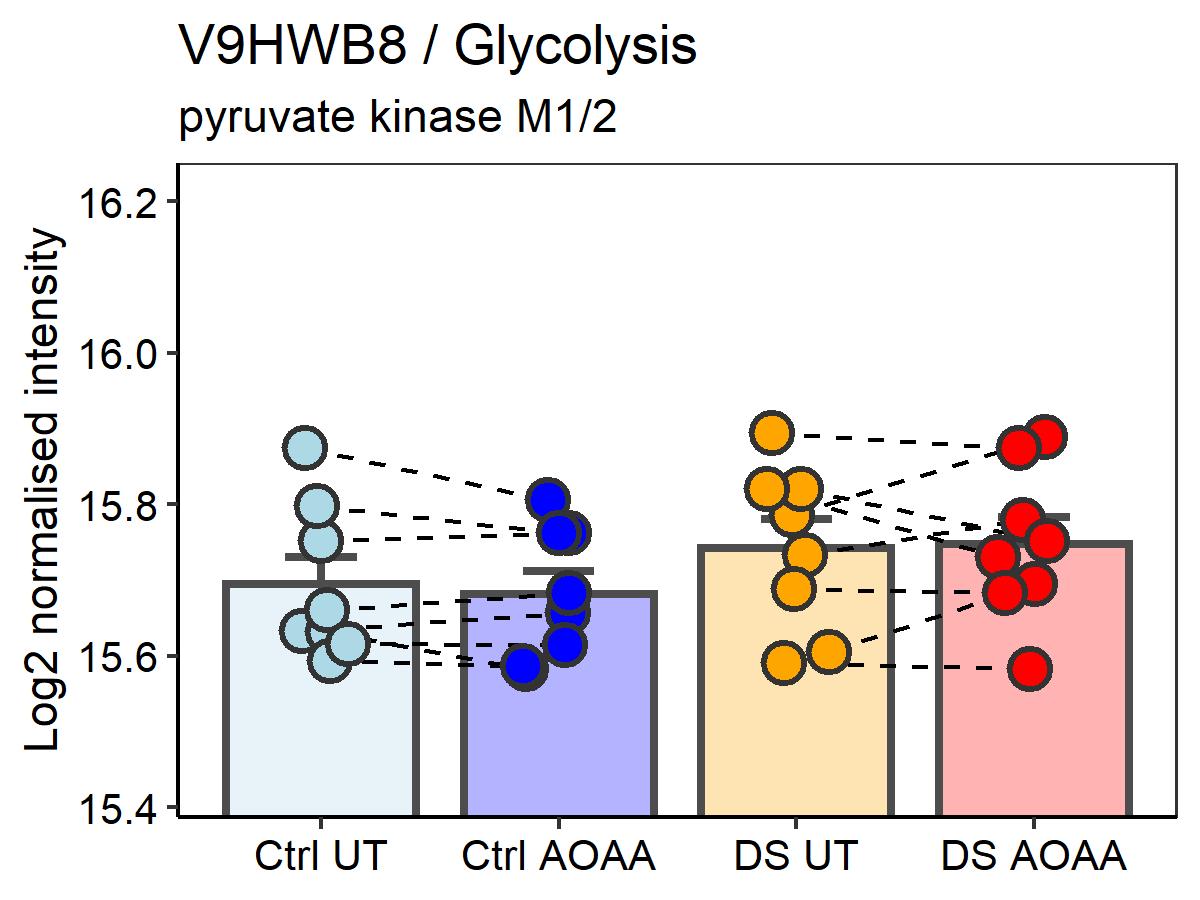 V9HWB8 / Glycolysis
pyruvate kinase M1/2
Log2 normalised intensity
16.2
16.0
15.8
15.6
15.4
Ctrl UT
Ctrl AOAA
DS UT
DS AOAA